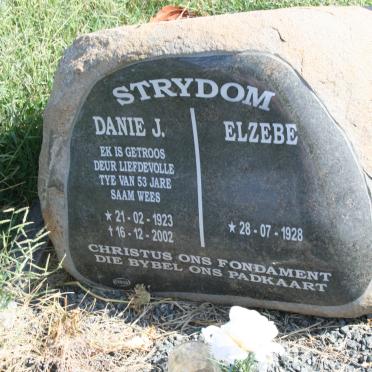 STRYDOM
DANIE J.
EK IS GETROOS
DEUR LIEFDEVOLLE
TYE VAN 53 JARE
SAAM WEES
★ 21 - 02 - 1923
† 16 - 12 - 2002
ELZEBE
★ 28 - 07 - 1928
CHRISTUS ONS FONDAMENT
DIE BYBEL ONS PADKAART